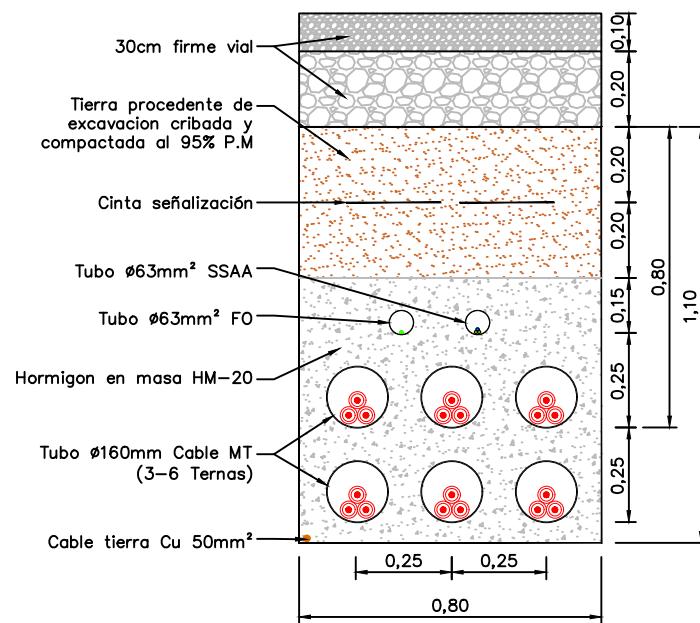 30cm firme vial
Tierra procedente de
excavacion cribada y
compactada al 95% P.M
Cinta señalización
Tubo ø63mm² SSAA
Tubo ø63mm² FO
Hormigon en masa HM-20
Tubo ø160mm Cable MT
(3-6 Ternas)
Cable tierra Cu 50mm²
0,10
0,20
0,20
0,20
0,15
0,25
0,25
0,80
1,10
0,25
0,25
0,80